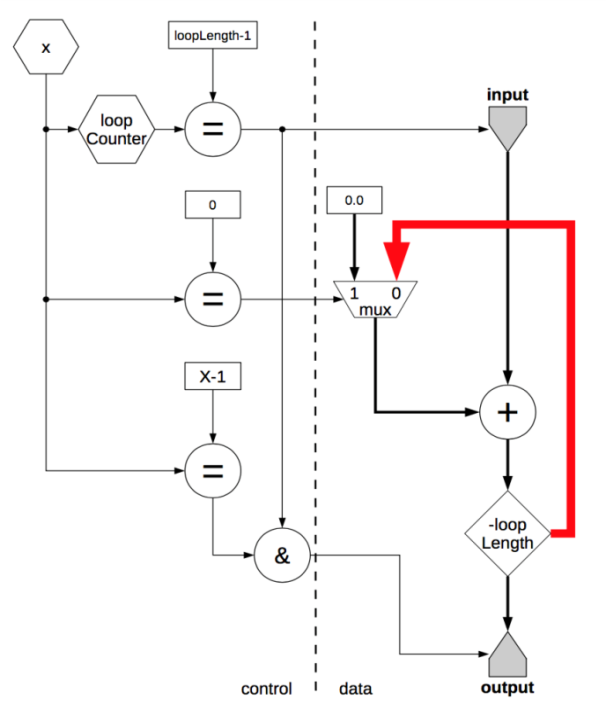 x
loopLength-1
loop
Counter
=
input
0
0.0
=
1 0
mux
X-1
+
=
-loop
Length
&
control
data
output